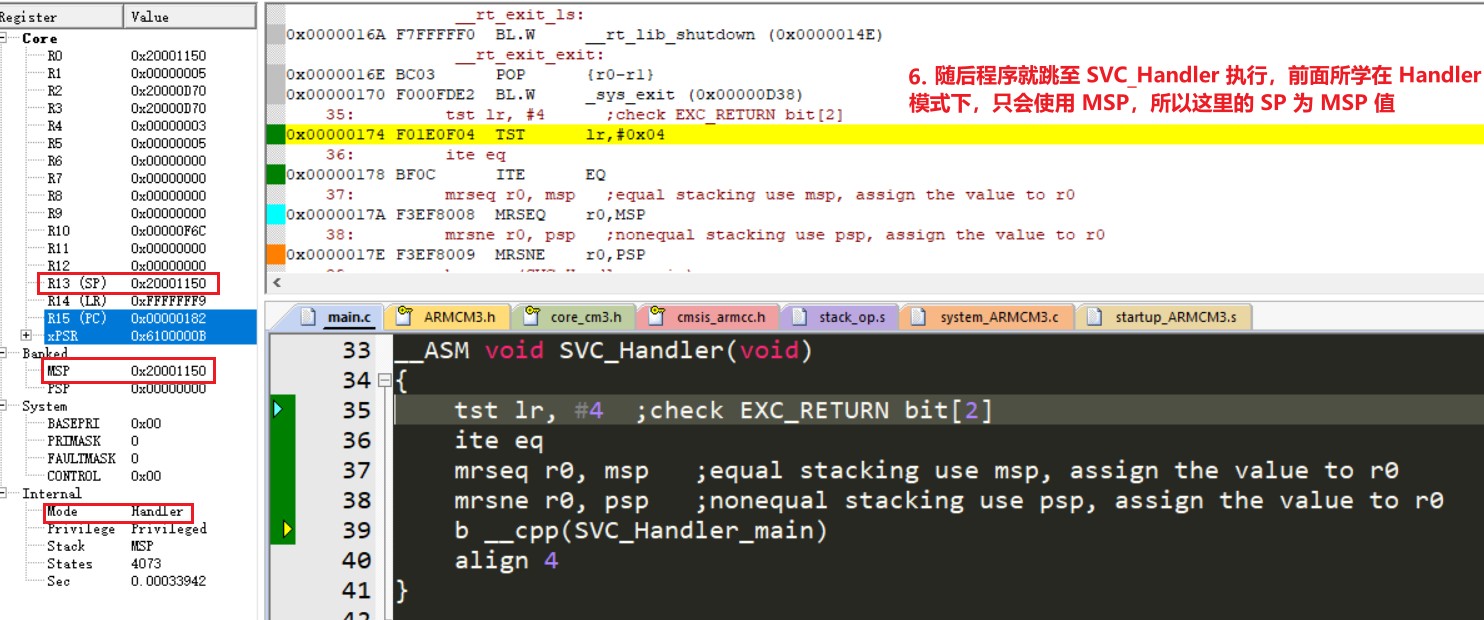 Register Value
Core
R0 0x20001150
R1 0x00000005
R2 0x20000D70
R3 0x20000D70
R4 0x00000003
R5 0x00000005
R6 0x00000000
R7 0x00000000
R8 0x00000000
R9 0x00000000
R10 0x00000F6C
R11 0x00000000
R12 0x00000000
R13 (SP) 0x20001150
R14 (LR) 0xFFFFFFF9
R15 (PC) 0x00000182
xPSR 0x6100000B
Banked
MSP 0x20001150
PSP 0x00000000
System
BASEPRI 0x00
PRIMASK 0
FAULTMASK 0
CONTROL 0x00
Internal
Mode Handler
Privilege Privileged
Stack MSP
States 4073
Sec 0.00033942
__rt_exit_ls:
0x0000016A F7FFFFF0 BL.W __rt_lib_shutdown (0x0000014E)
__rt_exit_exit:
0x0000016E BC03 POP {r0-r1}
0x00000170 F000FDE2 BL.W _sys_exit (0x00000D38)
35: tst lr, #4 ;check EXC_RETURN bit[2]
0x00000174 F01E0F04 TST lr,#0x04
36: ite eq
0x00000178 BF0C ITE EQ
37: mrseq r0, msp ;equal stacking use msp, assign the value to r0
0x0000017A F3EF8008 MRSEQ r0,MSP
38: mrsne r0, psp ;nonequal stacking use psp, assign the value to r0
0x0000017E F3EF8009 MRSNE r0,PSP
6. 随后程序就跳至 SVC_Handler 执行，前面所学在 Handler
模式下，只会使用 MSP，所以这里的 SP 为 MSP 值
main.c ARMCM3.h core_cm3.h cmsis_armcc.h stack_op.s system_ARMCM3.c startup_ARMCM3.s
33 __ASM void SVC_Handler(void)
34 {
35 tst lr, #4 ;check EXC_RETURN bit[2]
36 ite eq
37 mrseq r0, msp ;equal stacking use msp, assign the value to r0
38 mrsne r0, psp ;nonequal stacking use psp, assign the value to r0
39 b __cpp(SVC_Handler_main)
40 align 4
41 }
42